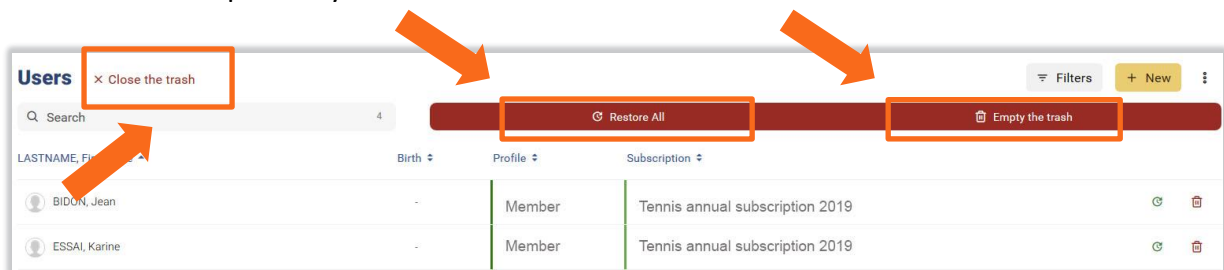 Users × Close the trash Filters + New
Search 4 Restore All Empty the trash
LASTNAME, Birth Profile Subscription
BIDON, Jean - Member Tennis annual subscription 2019
ESSAI, Karine - Member Tennis annual subscription 2019